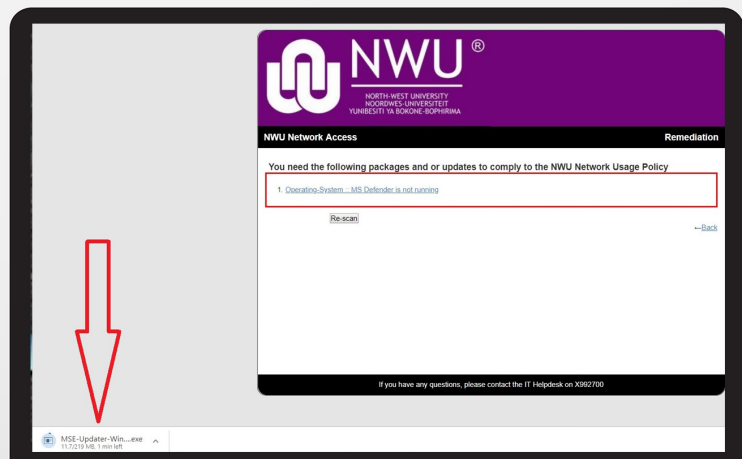 NWU ®
NORTH-WEST UNIVERSITY
NOORDWES-UNIVERSITEIT
YUNIBESITI YA BOKONE-BOPHIRIMA
NWU Network Access Remediation
You need the following packages and or updates to comply to the NWU Network Usage Policy
1. Operating-System :: MS Defender is not running
Re-scan
←Back
If you have any questions, please contact the IT Helpdesk on X992700
MSE-Updater-Win....exe
11.7/219 MB, 1 min left